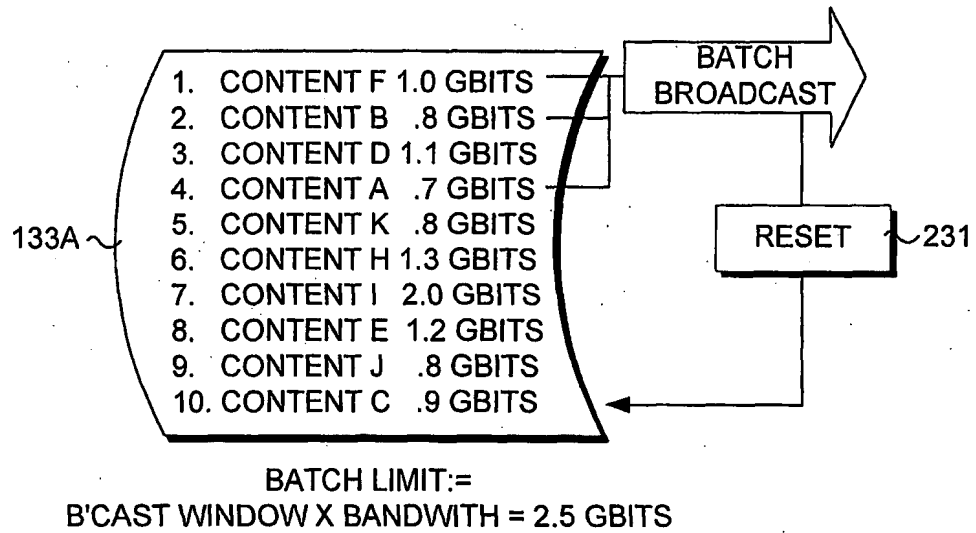 BATCH
BROADCAST
1. CONTENT F 1.0 GBITS
2. CONTENT B .8 GBITS
3. CONTENT D 1.1 GBITS
4. CONTENT A .7 GBITS
5. CONTENT K .8 GBITS
6. CONTENT H 1.3 GBITS
7. CONTENT I 2.0 GBITS
8. CONTENT E 1.2 GBITS
9. CONTENT J .8 GBITS
10. CONTENT C .9 GBITS
133A
RESET
231
BATCH LIMIT:=
B'CAST WINDOW X BANDWITH = 2.5 GBITS